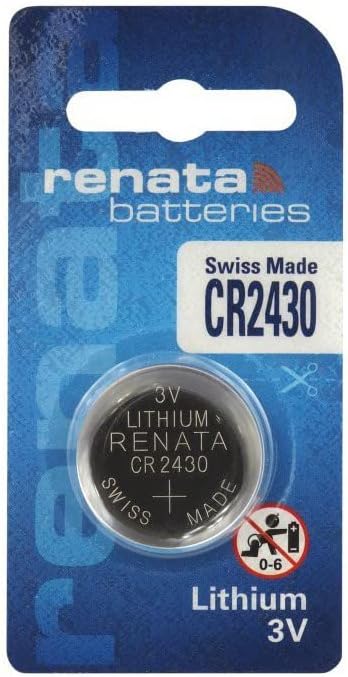 renata
batteries
Swiss Made
CR2430
renata
3V
LITHIUM
RENATA
CR 2430
+
SWISS MADE
0-6
Lithium
3V